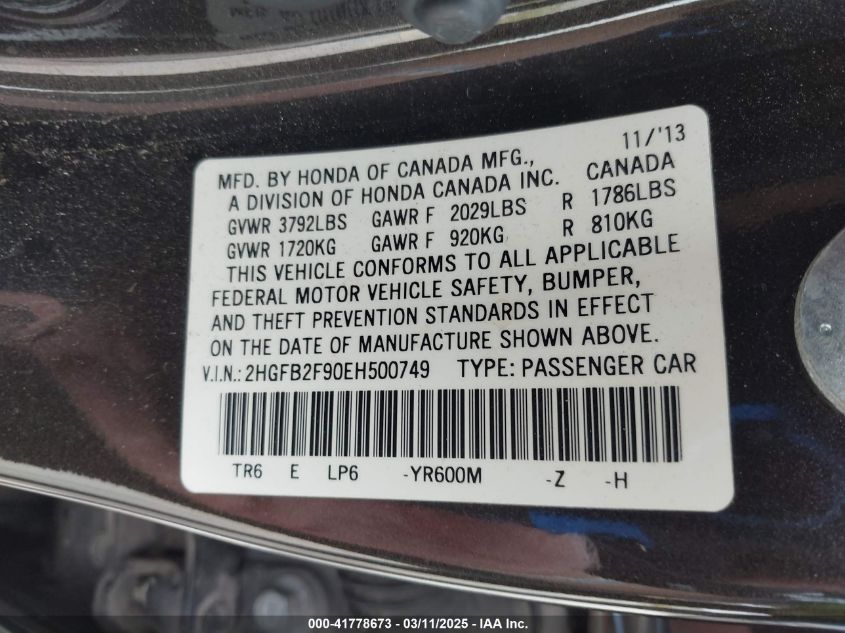 11/'13
MFD. BY HONDA OF CANADA MFG., CANADA
A DIVISION OF HONDA CANADA INC.
GVWR 3792LBS GAWR F 2029LBS R 1786LBS
GVWR 1720KG GAWR F 920KG R 810KG
THIS VEHICLE CONFORMS TO ALL APPLICABLE
FEDERAL MOTOR VEHICLE SAFETY, BUMPER,
AND THEFT PREVENTION STANDARDS IN EFFECT
ON THE DATE OF MANUFACTURE SHOWN ABOVE.
V.I.N.: 2HGFB2F90EH500749 TYPE: PASSENGER CAR
TR6 E LP6 -YR600M -Z -H
000-41778673 - 03/11/2025 - IAA Inc.